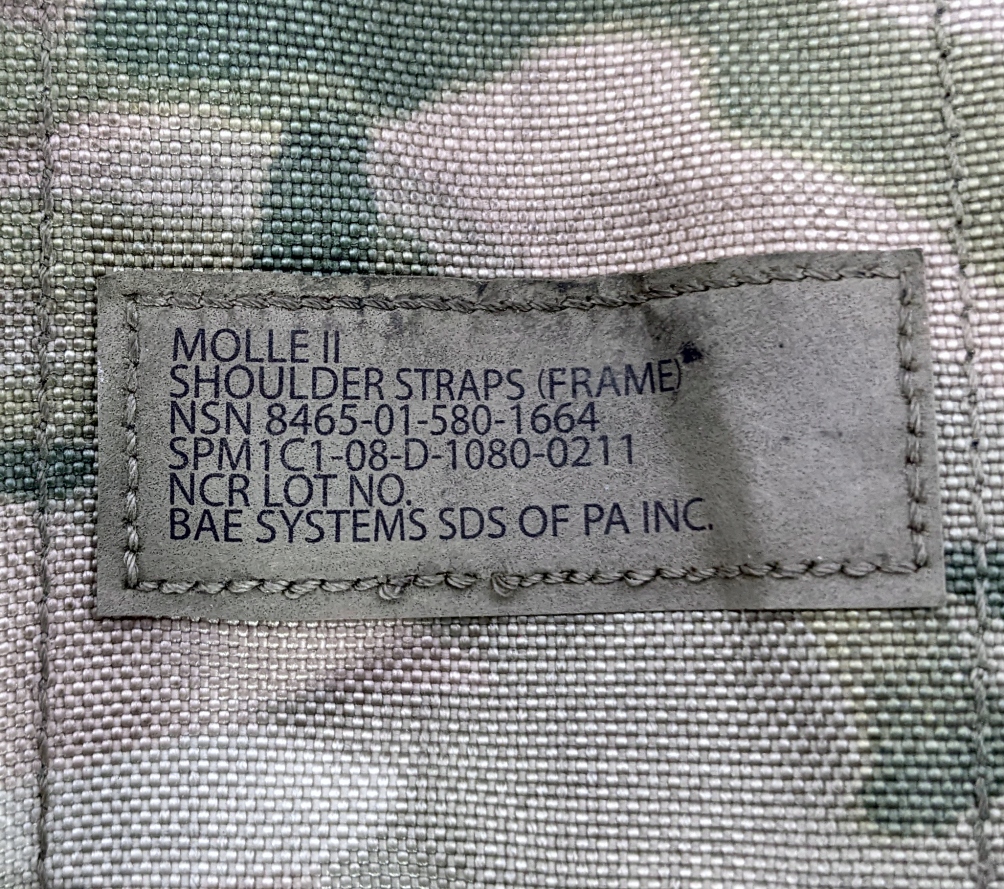 MOLLE II
SHOULDER STRAPS (FRAME)
NSN 8465-01-580-1664
SPM1C1-08-D-1080-0211
NCR LOT NO.
BAE SYSTEMS SDS OF PA INC.